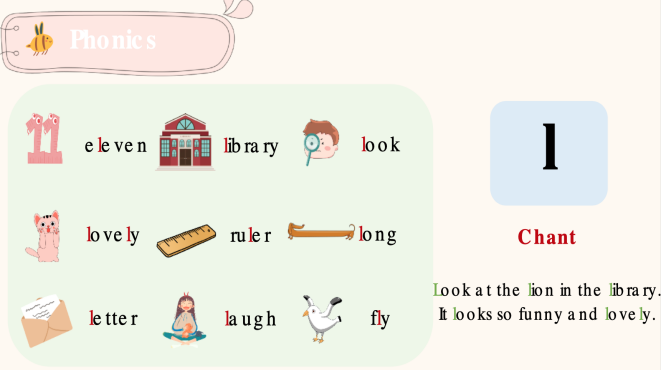 Phonics
11
eleven library look
l
lovely ruler long
Chant
letter laugh fly
Look at the lion in the library.
It looks so funny and lovely.